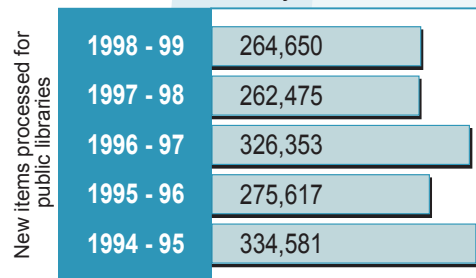 New items processed for
public libraries
1998 - 99 264,650
1997 - 98 262,475
1996 - 97 326,353
1995 - 96 275,617
1994 - 95 334,581